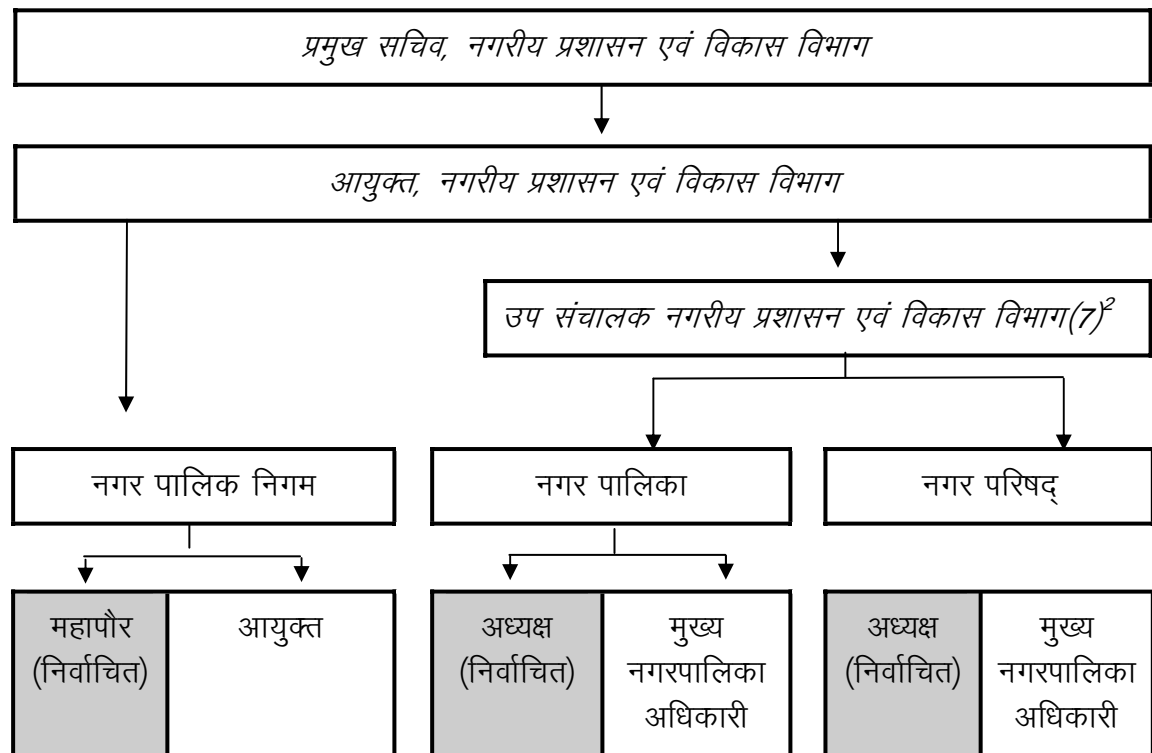 प्रमुख सचिव, नगरीय प्रशासन एवं विकास विभाग
आयुक्त, नगरीय प्रशासन एवं विकास विभाग
उप संचालक नगरीय प्रशासन एवं विकास विभाग(7)²
नगर पालिक निगम
नगर पालिका
नगर परिषद्
महापौर
(निर्वाचित)
आयुक्त
अध्यक्ष
(निर्वाचित)
मुख्य
नगरपालिका
अधिकारी
अध्यक्ष
(निर्वाचित)
मुख्य
नगरपालिका
अधिकारी